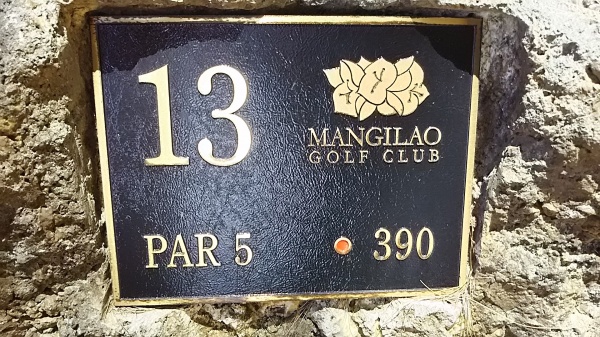 13
MANGILAO
GOLF CLUB
PAR 5
390